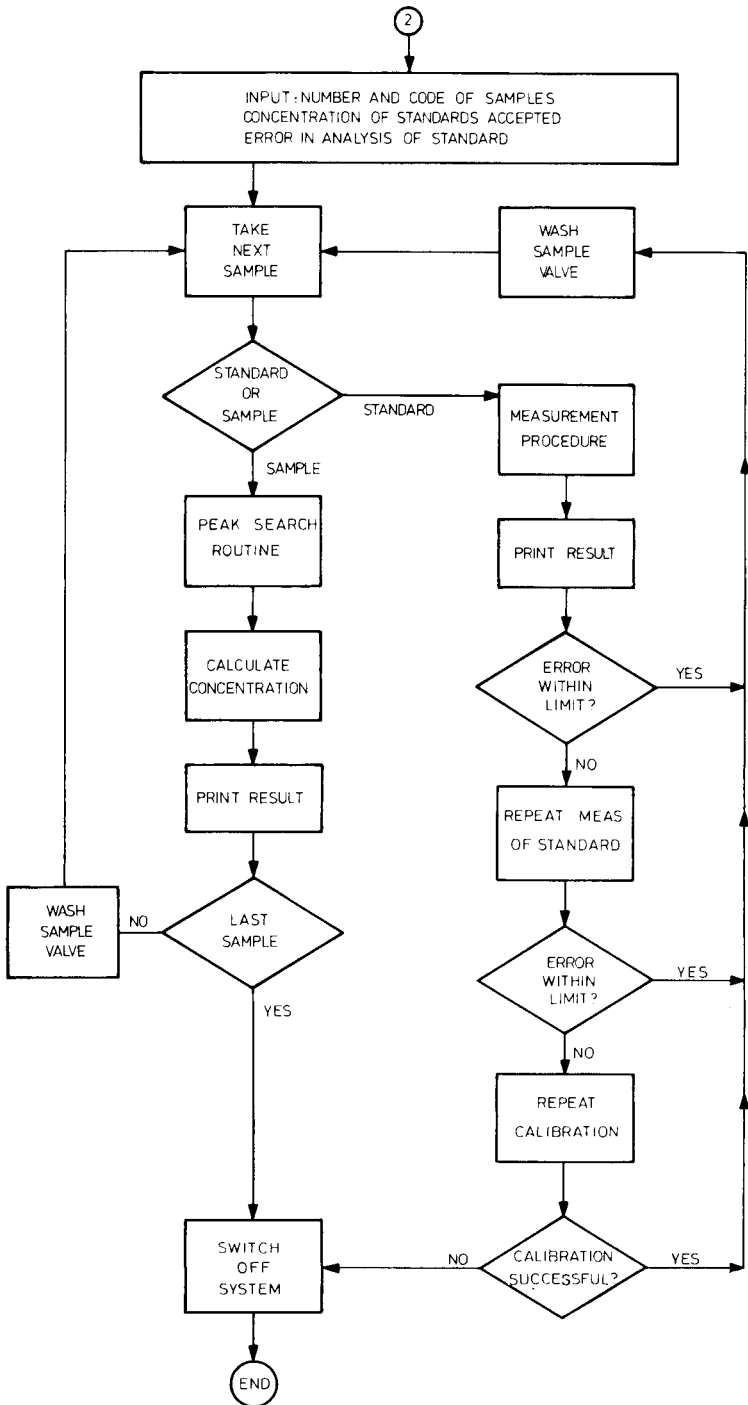 2
INPUT: NUMBER AND CODE OF SAMPLES
CONCENTRATION OF STANDARDS ACCEPTED
ERROR IN ANALYSIS OF STANDARD
TAKE
NEXT
SAMPLE
WASH
SAMPLE
VALVE
STANDARD
OR
SAMPLE
STANDARD
MEASUREMENT
PROCEDURE
SAMPLE
PEAK SEARCH
ROUTINE
PRINT RESULT
CALCULATE
CONCENTRATION
ERROR
WITHIN
LIMIT?
YES
NO
PRINT RESULT
REPEAT MEAS
OF STANDARD
WASH
SAMPLE
VALVE
NO
LAST
SAMPLE
YES
ERROR
WITHIN
LIMIT?
YES
NO
REPEAT
CALIBRATION
SWITCH
OFF
SYSTEM
NO
CALIBRATION
SUCCESSFUL?
YES
END